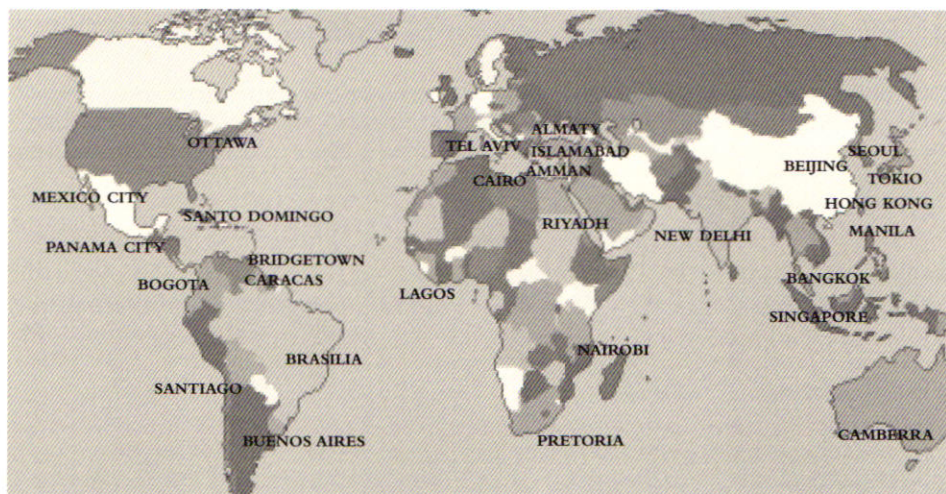 ALMATY
OTTAWA
TEL AVIV
ISLAMABAD
SEOUL
BEIJING
AMMAN
CAIRO
TOKIO
MEXICO CITY
HONG KONG
SANTO DOMINGO
RIYADH
MANILA
NEW DELHI
PANAMA CITY
BRIDGETOWN
BANGKOK
CARACAS
BOGOTA
LAGOS
SINGAPORE
NAIROBI
BRASILIA
SANTIAGO
CAMBERRA
BUENOS AIRES
PRETORIA